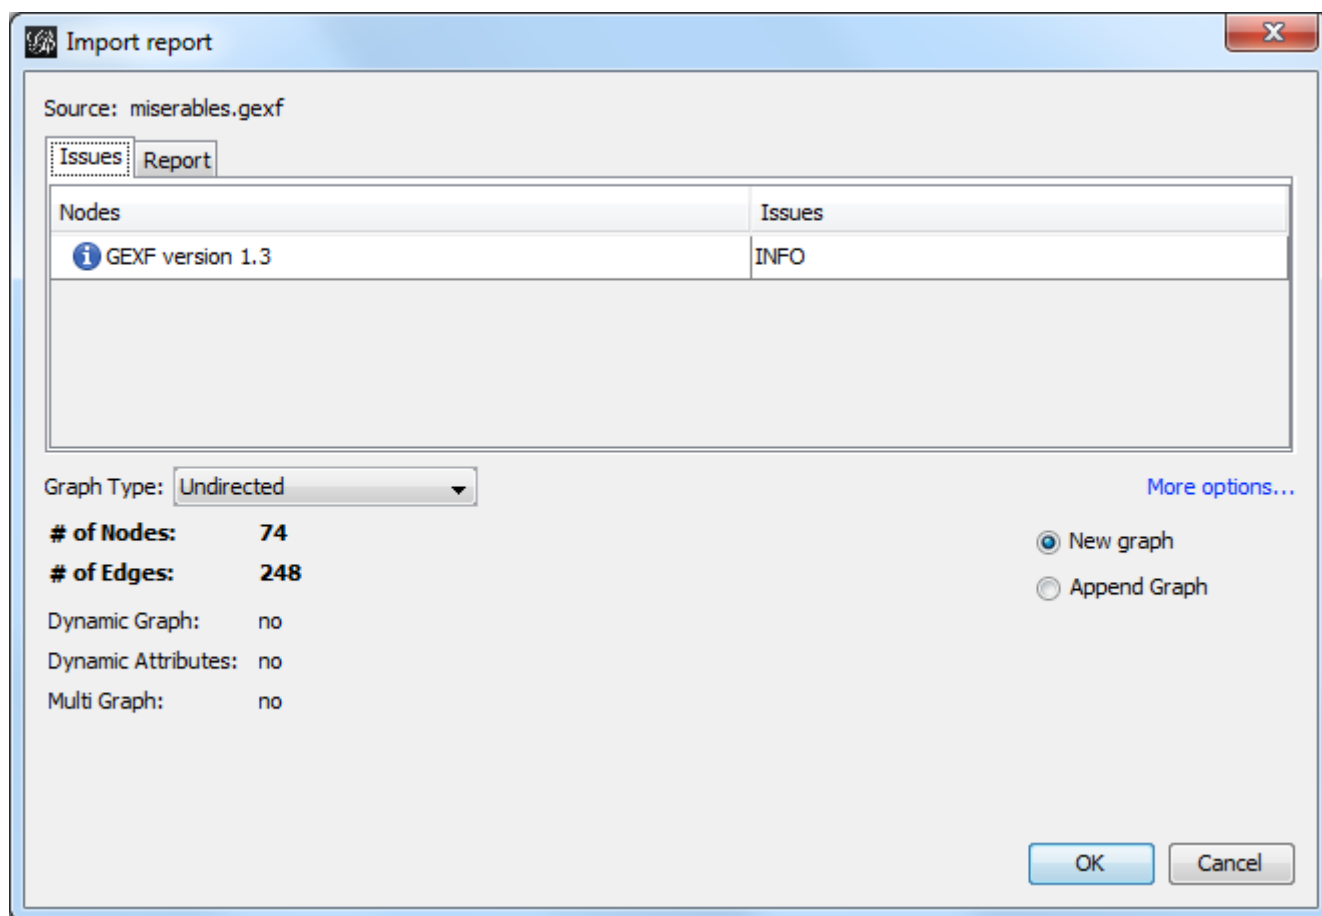 Import report
Source: miserables.gexf
Issues Report
Nodes Issues
GEXF version 1.3 INFO
Graph Type: Undirected More options...
# of Nodes: 74
New graph
# of Edges: 248
Append Graph
Dynamic Graph: no
Dynamic Attributes: no
Multi Graph: no
OK Cancel